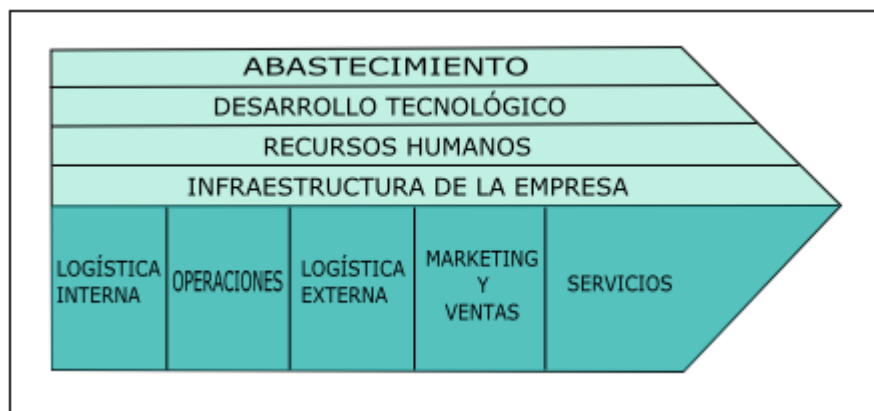 ABASTECIMIENTO
DESARROLLO TECNOLÓGICO
RECURSOS HUMANOS
INFRAESTRUCTURA DE LA EMPRESA
LOGÍSTICA
INTERNA
OPERACIONES
LOGÍSTICA
EXTERNA
MARKETING
Y
VENTAS
SERVICIOS